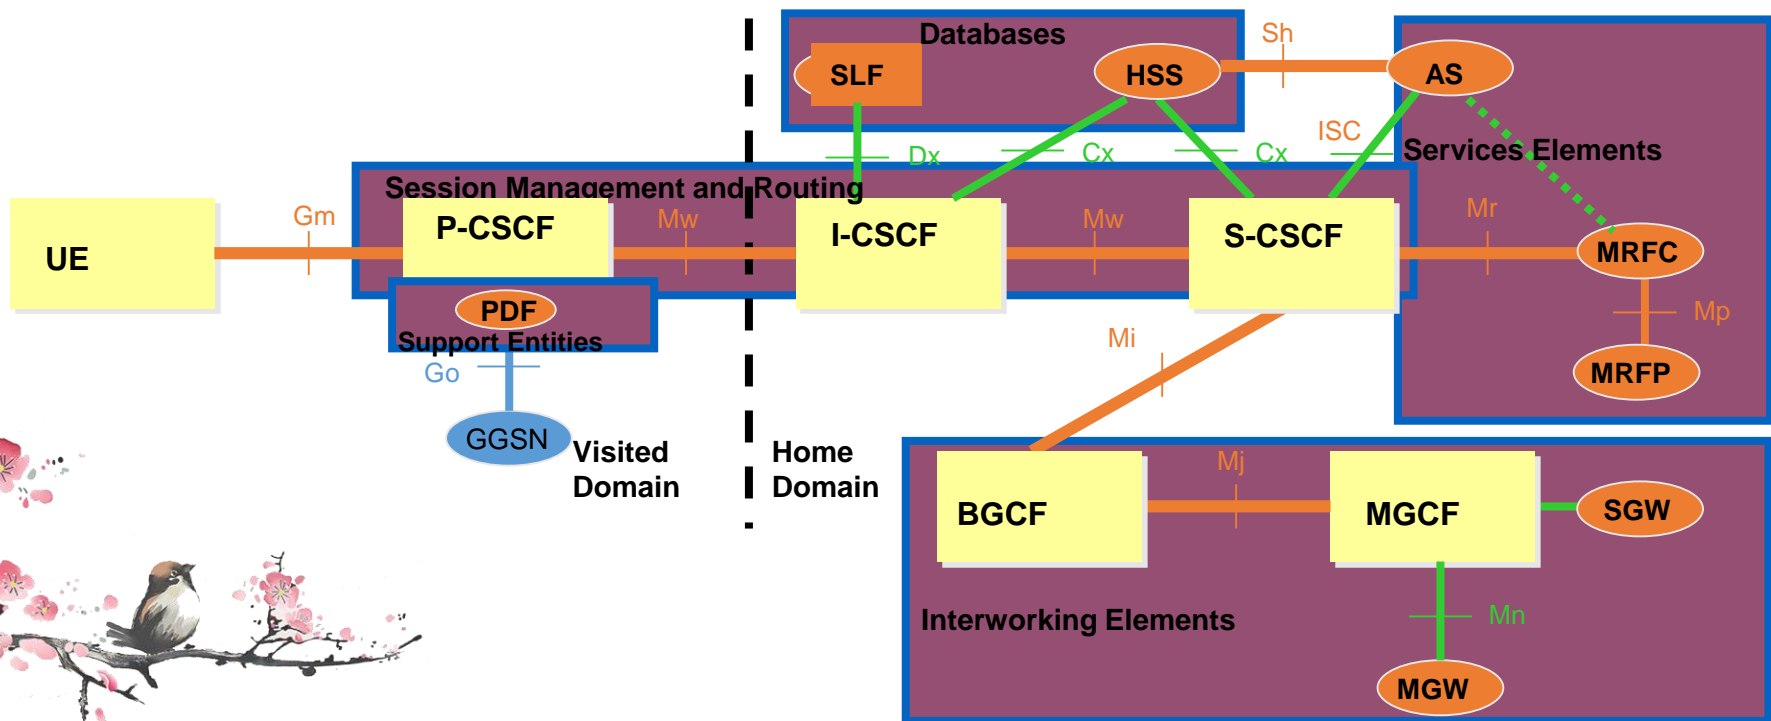 Databases
Sh
SLF
HSS
AS
ISC
Dx
Cx
Cx
Services Elements
Session Management and Routing
Gm
P-CSCF
Mw
I-CSCF
Mw
S-CSCF
Mr
UE
MRFC
PDF
Mp
Support Entities
Mi
Go
MRFP
GGSN
Visited
Domain
Home
Domain
Mj
BGCF
MGCF
SGW
Interworking Elements
Mn
MGW